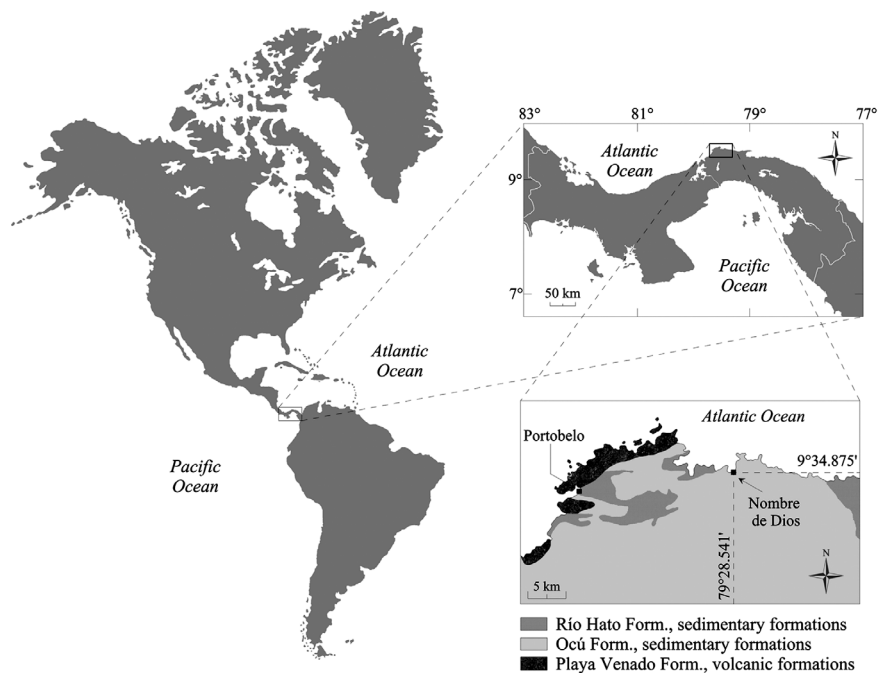 Atlantic
Ocean
Pacific
Ocean
83°
81°
79°
77°
Atlantic
Ocean
N
9°
Pacific
Ocean
7°
50 km
Atlantic Ocean
Portobelo
9°34.875'
Nombre
de Dios
79°28.541'
N
5 km
Río Hato Form., sedimentary formations
Ocú Form., sedimentary formations
Playa Venado Form., volcanic formations